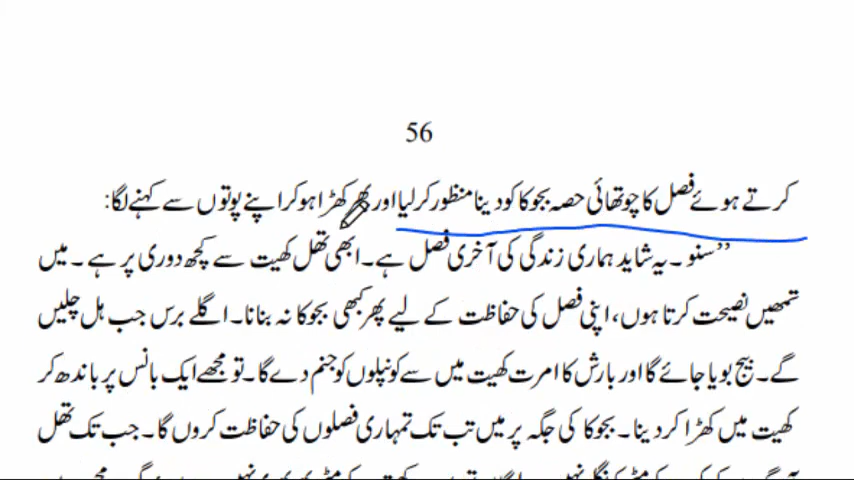 56
کرتے ہوئے فصل کا چوتھائی حصہ بجوکا کو دینا منظور کر لیا اور پھر کھڑا ہو کر اپنے پوتوں سے کہنے لگا:
’’سنو۔ یہ شاید ہماری زندگی کی آخری فصل ہے۔ ابھی تھل کھیت سے کچھ دوری پر ہے۔ میں
تمھیں نصیحت کرتا ہوں، اپنی فصل کی حفاظت کے لیے پھر کبھی بجوکا نہ بنانا۔ اگلے برس جب ہل چلیں
گے۔ بیج بویا جائے گا اور بارش کا امرت کھیت میں سے کونپلوں کو جنم دے گا۔ تو مجھے ایک بانس پر باندھ کر
کھیت میں کھڑا کر دینا۔ بجوکا کی جگہ پر میں تب تک تمہاری فصلوں کی حفاظت کروں گا۔ جب تک تھل